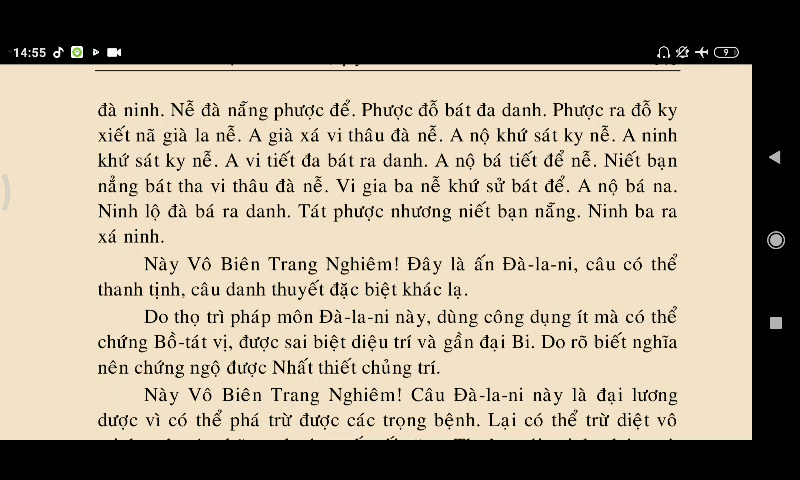 14:55
9
đà ninh. Nễ đà nẵng phược để. Phược đỗ bát đa danh. Phược ra đỗ ky
xiết nã già la nễ. A già xá vi thâu đà nễ. A nộ khứ sát ky nễ. A ninh
khứ sát ky nễ. A vi tiết đa bát ra danh. A nộ bá tiết để nễ. Niết bạn
nẵng bát tha vi thâu đà nễ. Vi gia ba nễ khứ sử bát để. A nộ bá na.
Ninh lộ đà bá ra danh. Tát phược nhương niết bạn nẵng. Ninh ba ra
xá ninh.
Này Vô Biên Trang Nghiêm! Đây là ấn Đà-la-ni, câu có thể
thanh tịnh, câu danh thuyết đặc biệt khác lạ.
Do thọ trì pháp môn Đà-la-ni này, dùng công dụng ít mà có thể
chứng Bồ-tát vị, được sai biệt diệu trí và gần đại Bi. Do rõ biết nghĩa
nên chứng ngộ được Nhất thiết chủng trí.
Này Vô Biên Trang Nghiêm! Câu Đà-la-ni này là đại lương
dược vì có thể phá trừ được các trọng bệnh. Lại có thể trừ diệt vô